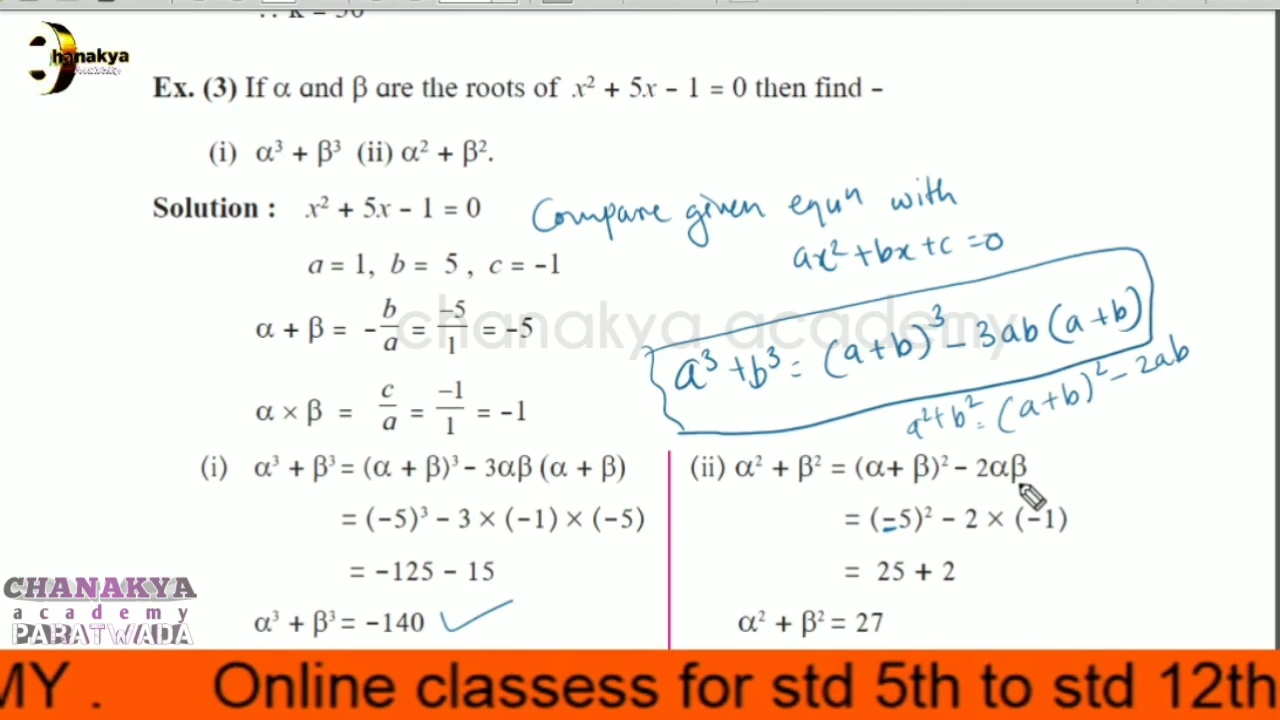 ∴ k = 50
hanakya
Ex. (3) If α and β are the roots of x² + 5x − 1 = 0 then find −
(i) α³ + β³ (ii) α² + β².
Solution : x² + 5x − 1 = 0
Compare given equn with
ax² + bx + c = 0
a = 1, b = 5 , c = −1
chanakya academy
α + β = - b/a = −5/1 = −5
a³ + b³ = (a+b)³ − 3ab (a+b)
α × β = c/a = −1/1 = −1
a² + b² = (a+b)² − 2ab
(i) α³ + β³ = (α + β)³ − 3αβ (α + β)
= (−5)³ − 3 × (−1) × (−5)
= −125 − 15
α³ + β³ = −140
(ii) α² + β² = (α+ β)² − 2αβ
= (−5)² − 2 × (−1)
= 25 + 2
α² + β² = 27
CHANAKYA
academy
PABATWADA
MY . Online classess for std 5th to std 12th